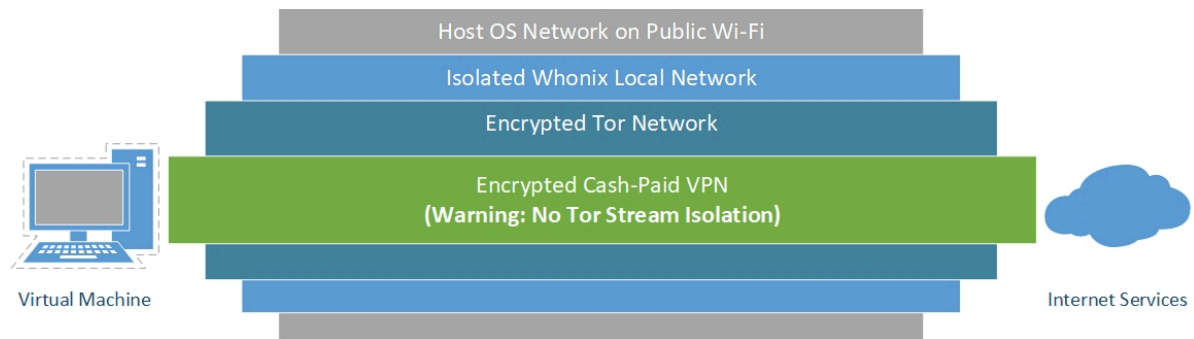 Host OS Network on Public Wi-Fi
Isolated Whonix Local Network
Encrypted Tor Network
Encrypted Cash-Paid VPN
(Warning: No Tor Stream Isolation)
Virtual Machine
Internet Services